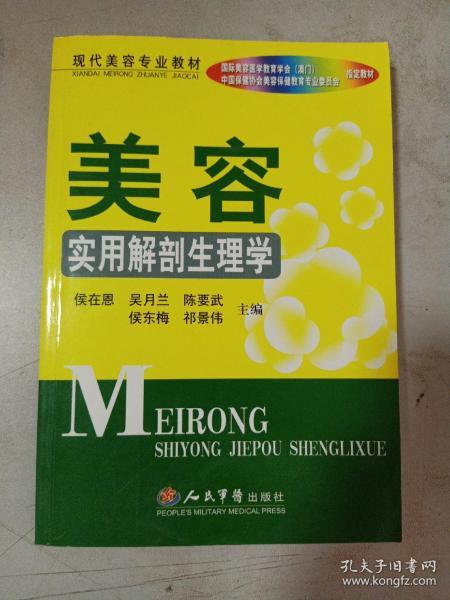 现代美容专业教材
XIANDAI MEIRONG ZHUANYE JIAOCAI
国际美容医学教育学会（澳门）
中国保健协会美容保健教育专业委员会
指定教材
美容
实用解剖生理学
侯在恩 吴月兰 陈要武
侯东梅 祁景伟 主编
MEIRONG
SHIYONG JIEPOU SHENGLIXUE
人民军医出版社
PEOPLE'S MILITARY MEDICAL PRESS
孔夫子旧书网
www.kongfz.com